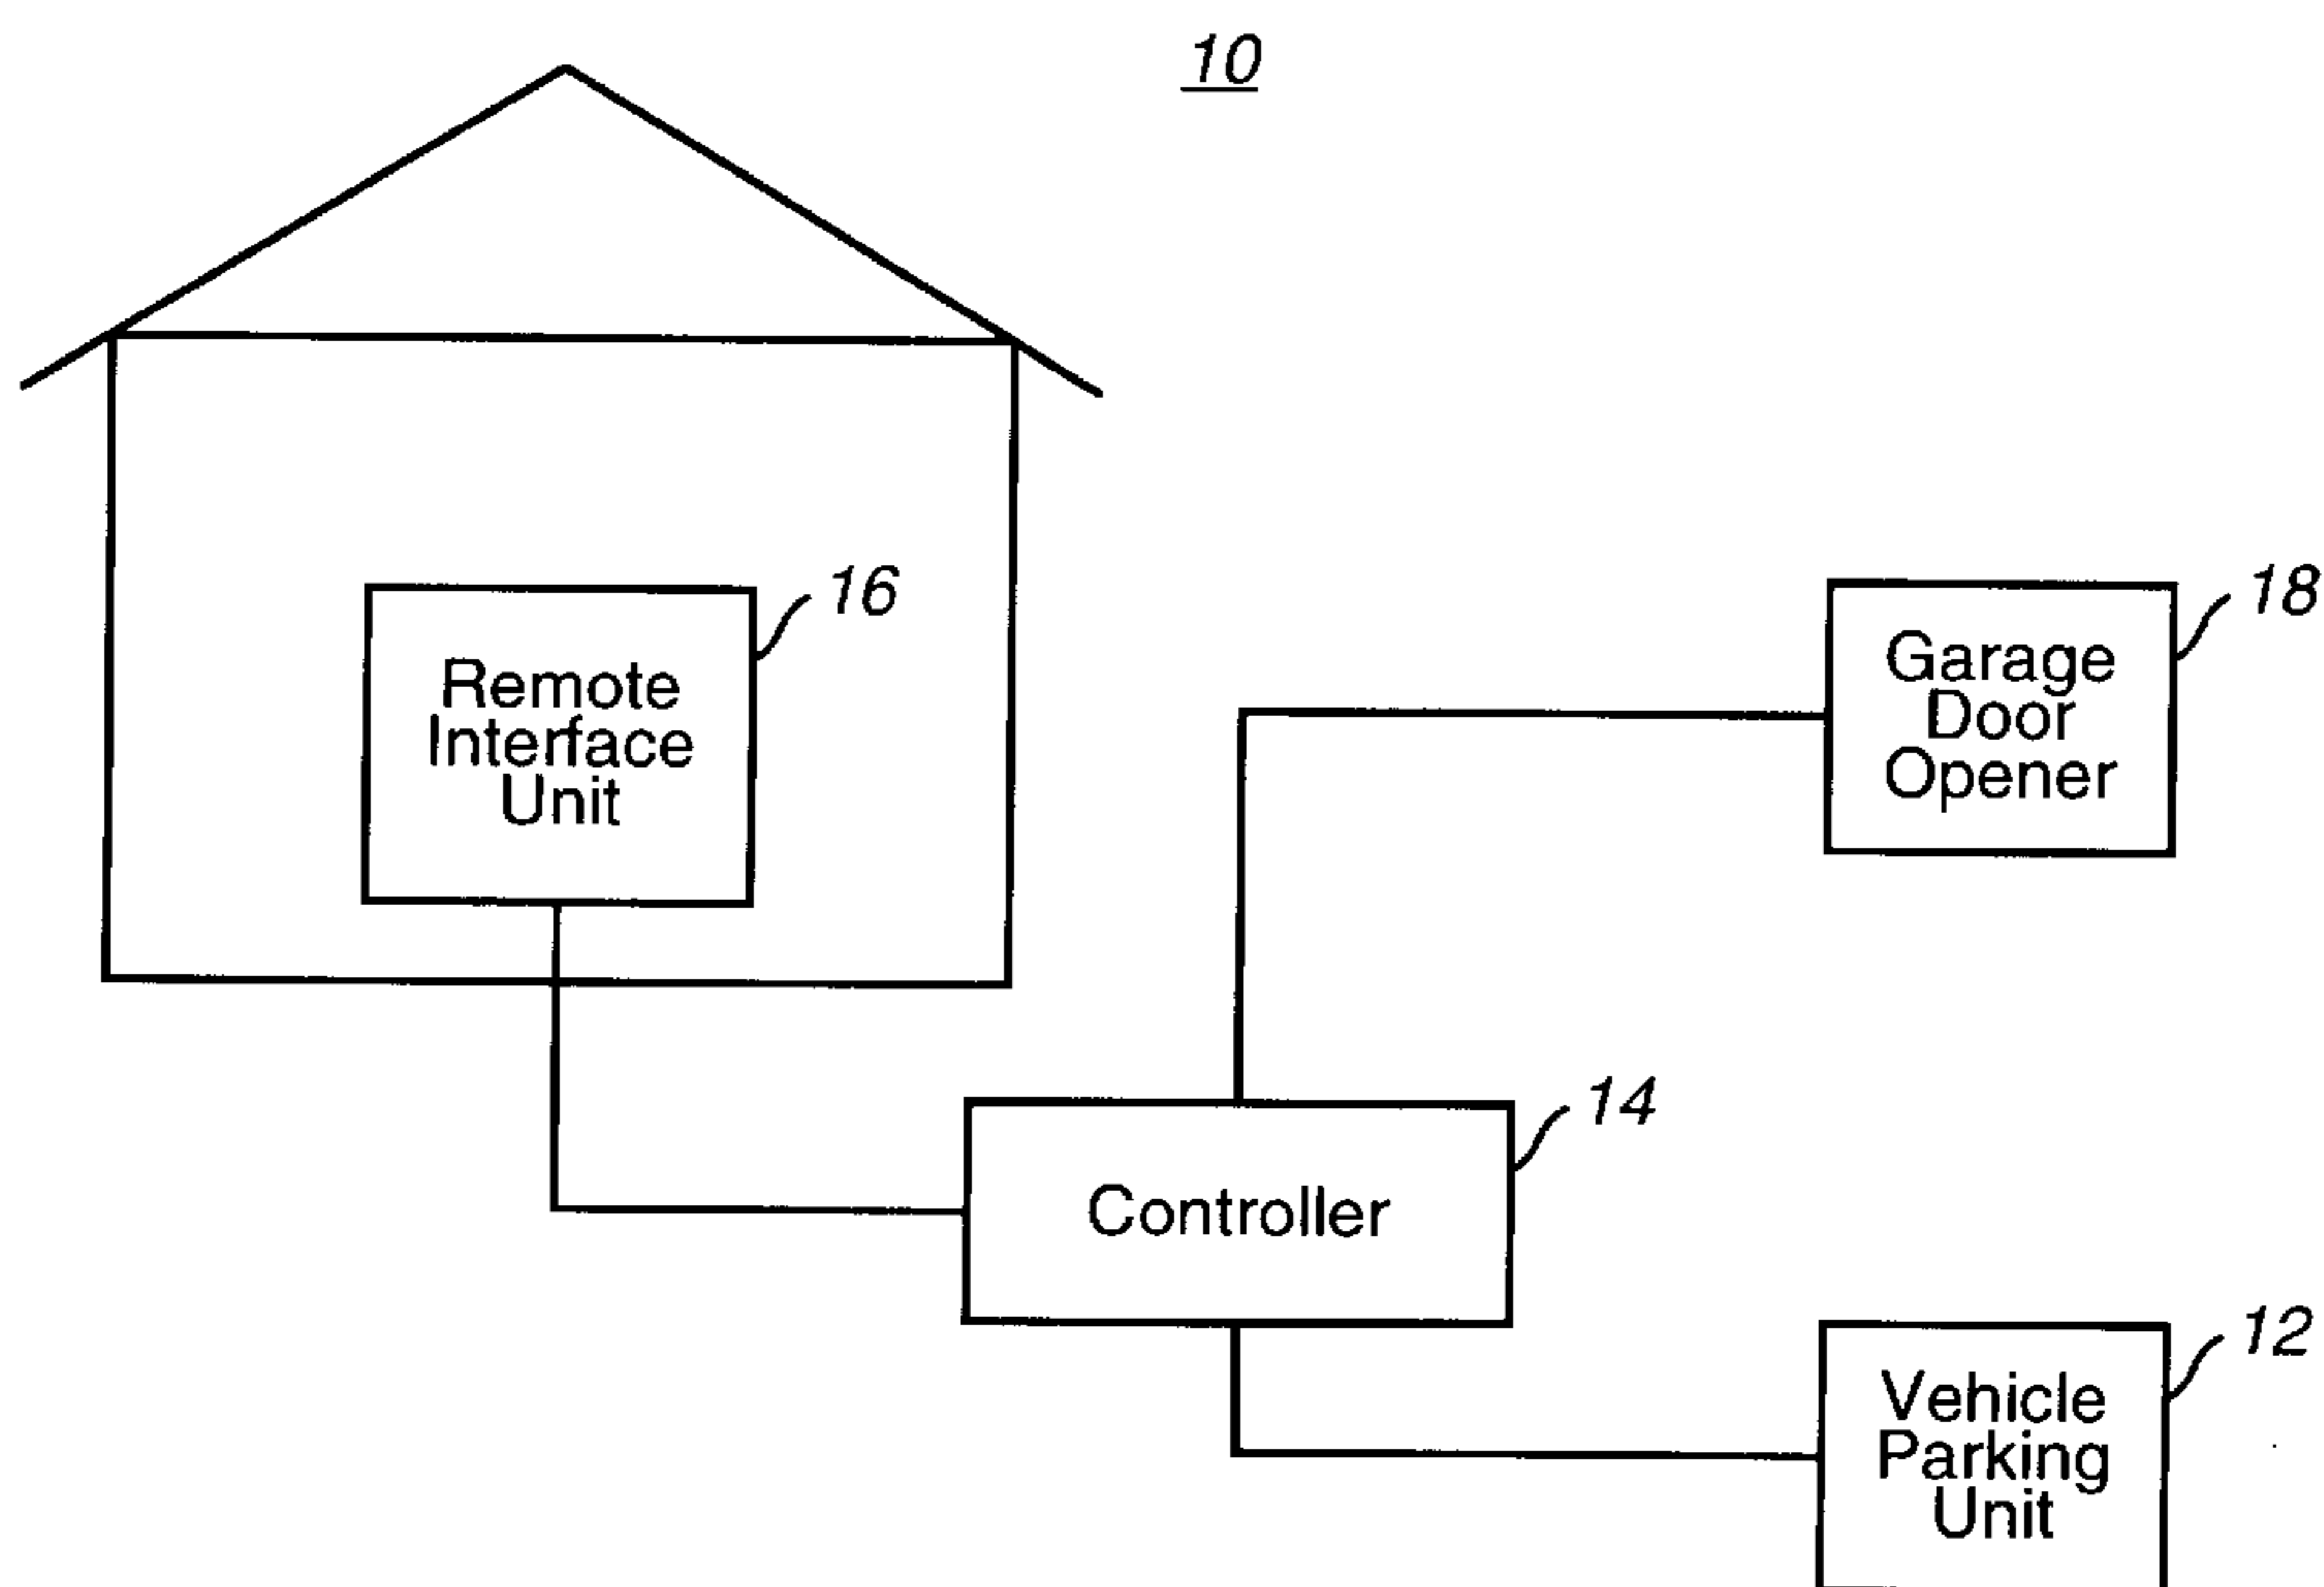 10
16
Remote
Interface
Unit
18
Garage
Door
Opener
14
Controller
12
Vehicle
Parking
Unit